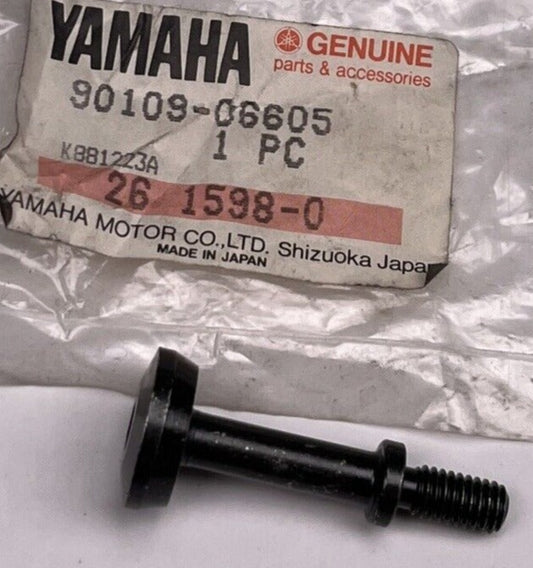 YAMAHA GENUINE
parts & accessories
90109-06605
1 PC
K881223A
26 1598-0
YAMAHA MOTOR CO.,LTD. Shizuoka Japa
MADE IN JAPAN